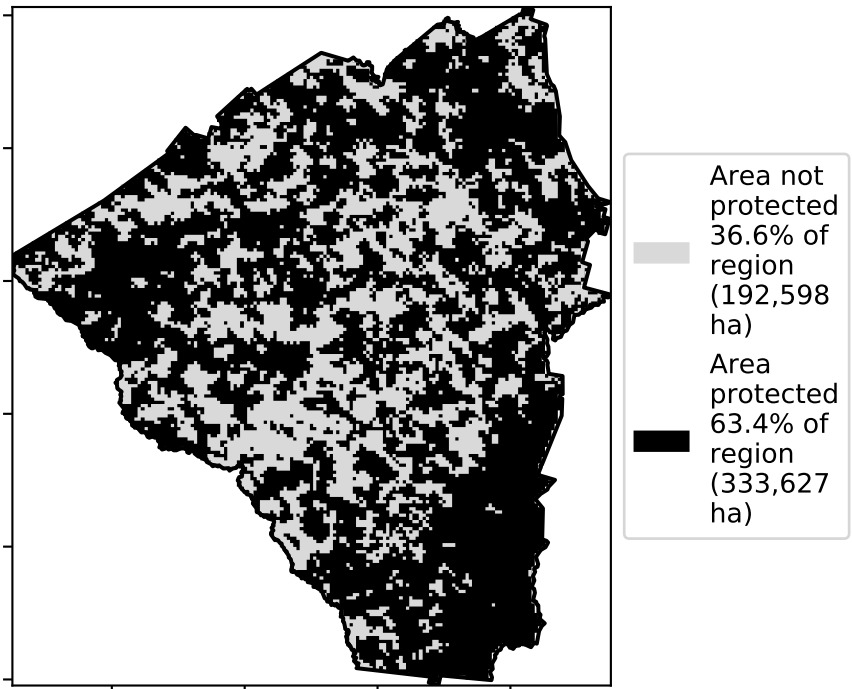 Area not
protected
36.6% of
region
(192,598
ha)
Area
protected
63.4% of
region
(333,627
ha)